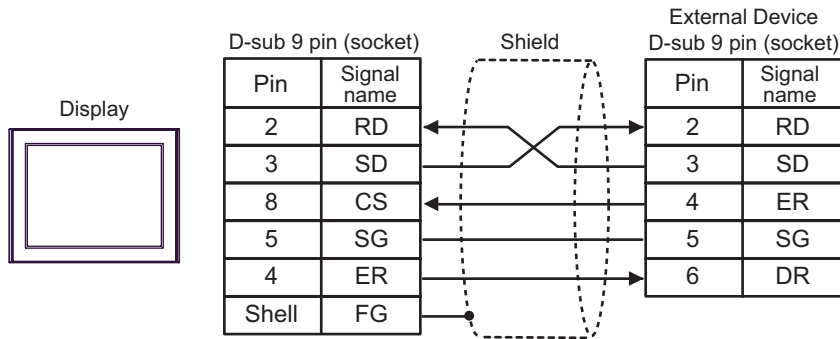 External Device
D-sub 9 pin (socket) Shield D-sub 9 pin (socket)
Display
Pin Signal name Pin Signal name
2 RD 2 RD
3 SD 3 SD
8 CS 4 ER
5 SG 5 SG
4 ER 6 DR
Shell FG